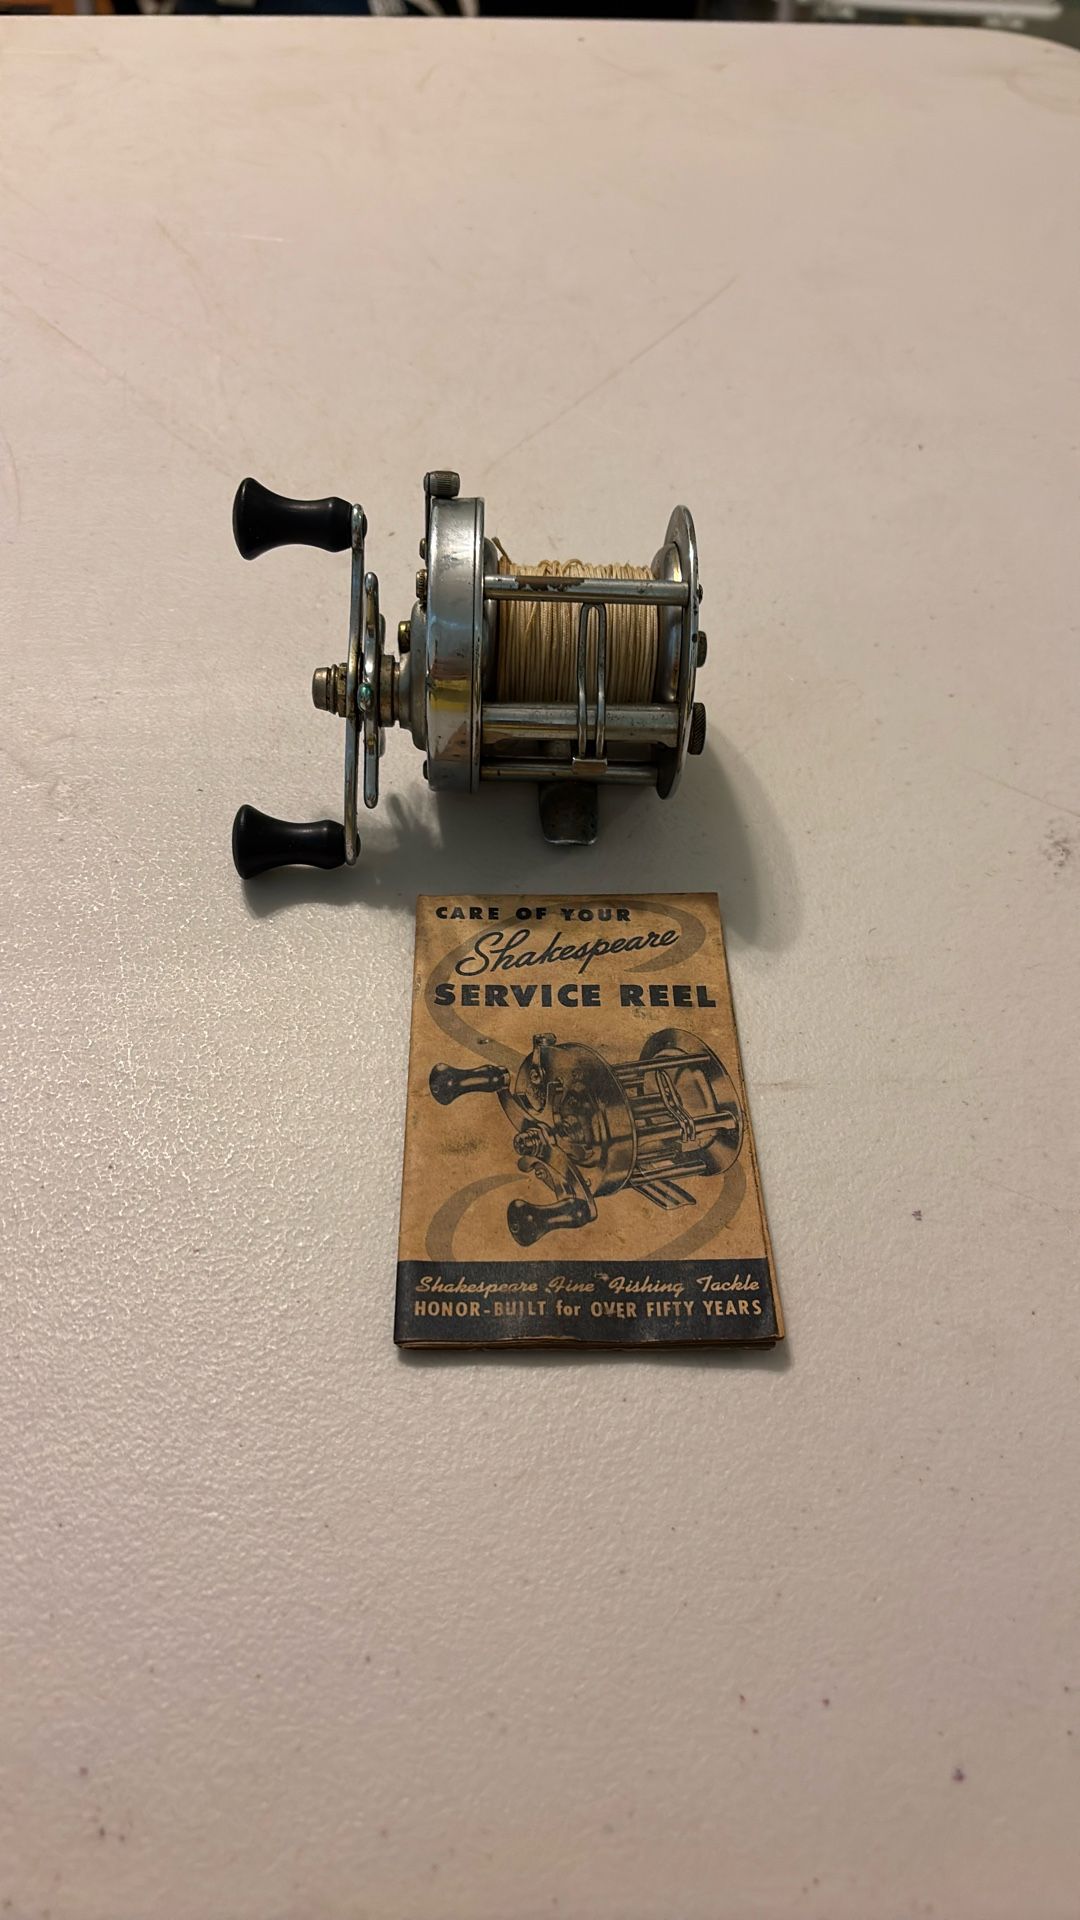 CARE OF YOUR
Shakespeare
SERVICE REEL
Shakespeare Fine Fishing Tackle
HONOR-BUILT for OVER FIFTY YEARS